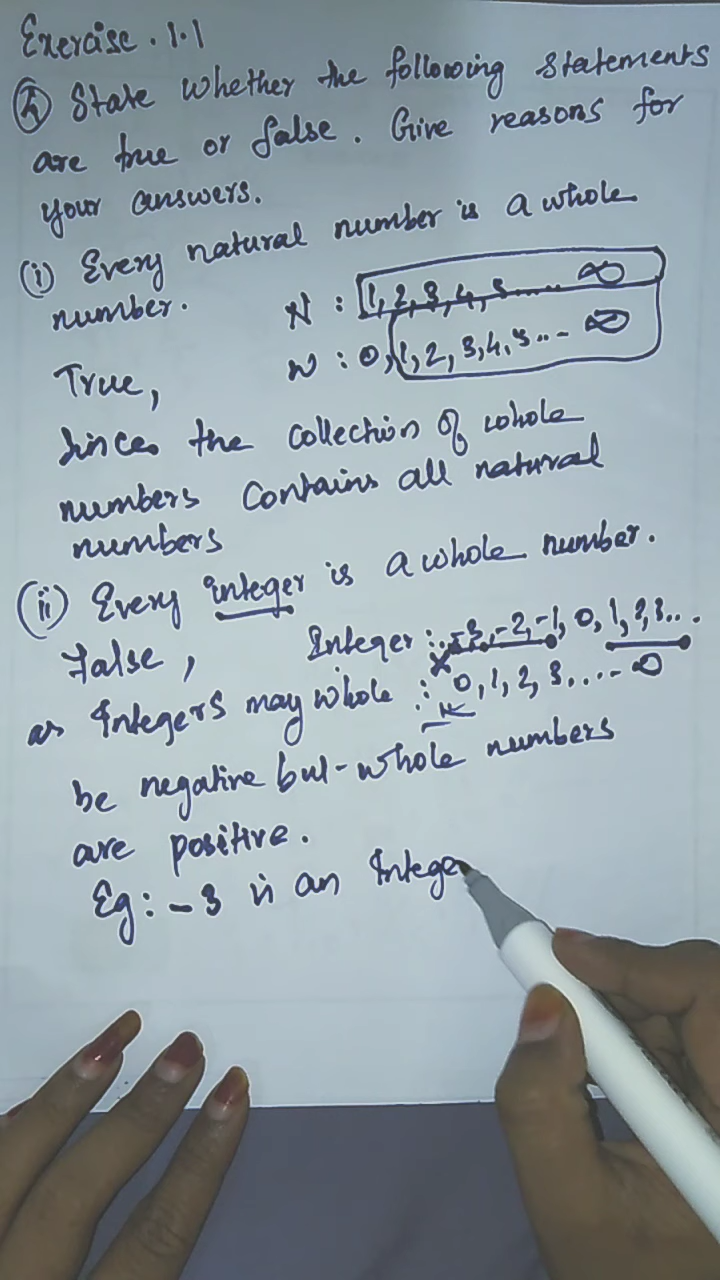 Exercise . 1.1
④ State whether the following statements
are true or false. Give reasons for
your answers.
(i) Every natural number is a whole
number.
N : 1, 2, 3, 4, 5..... ∞
True,
W : 0, 1, 2, 3, 4, 5... - ∞
Since the collection of whole
numbers contains all natural
numbers
(ii) Every integer is a whole number.
False, Integer : ..-3, -2, -1, 0, 1, 2, 3...
as Integers may whole : 0, 1, 2, 3.... - ∞
be negative but whole numbers
are positive.
Eg: -3 is an Intege